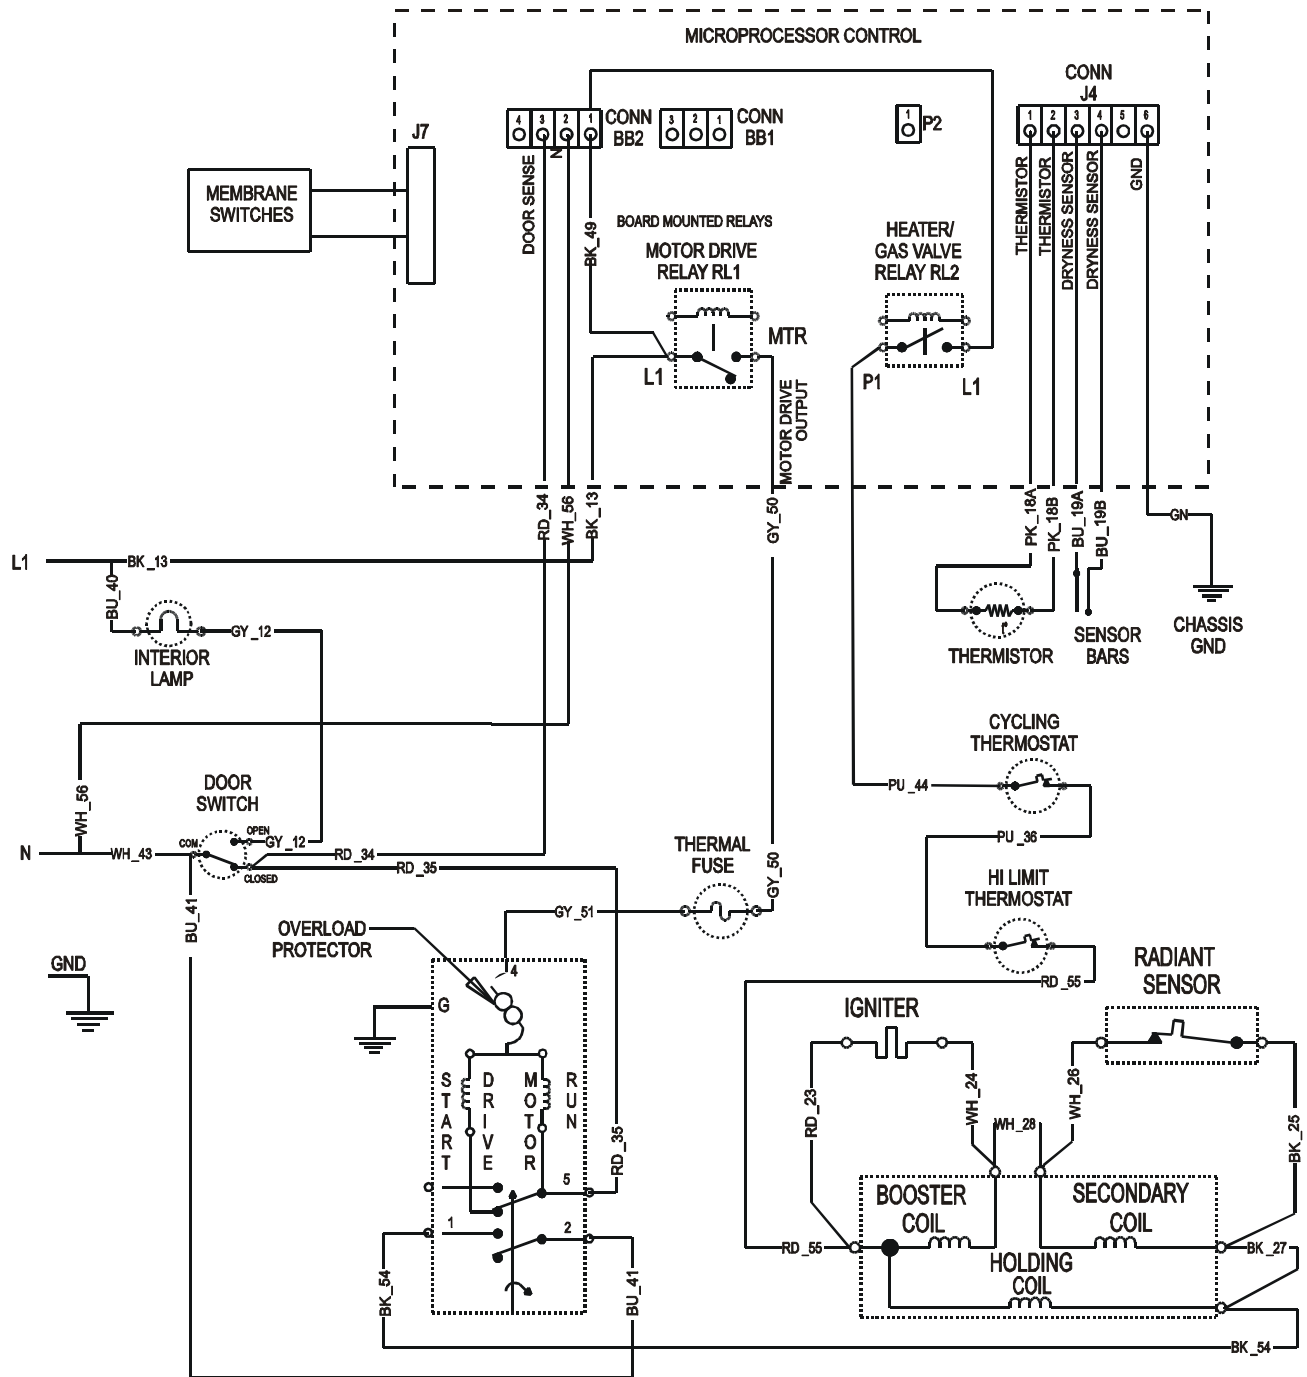 MICROPROCESSOR CONTROL
CONN
J4
J7
4
3
2
1
CONN
BB2
3
2
1
CONN
BB1
1
P2
1
2
3
4
5
6
MEMBRANE
SWITCHES
DOOR SENSE
N
BK_49
THERMISTOR
THERMISTOR
DRYNESS SENSOR
DRYNESS SENSOR
GND
BOARD MOUNTED RELAYS
MOTOR DRIVE
RELAY RL1
HEATER/
GAS VALVE
RELAY RL2
MTR
L1
P1
L1
MOTOR DRIVE
OUTPUT
RD_34
WH_56
BK_13
GY_50
PK_18A
PK_18B
BU_19A
BU_19B
GN
L1
BK_13
BU_40
GY_12
INTERIOR
LAMP
t°
THERMISTOR
SENSOR
BARS
CHASSIS
GND
CYCLING
THERMOSTAT
DOOR
SWITCH
WH_56
PU_44
OPEN
COM
GY_12
PU_36
N
WH_43
RD_34
RD_35
CLOSED
THERMAL
FUSE
GY_50
HI LIMIT
THERMOSTAT
BU_41
GY_51
OVERLOAD
PROTECTOR
GND
4
G
RD_55
RADIANT
SENSOR
IGNITER
START
DRIVE
MOTOR
RUN
RD_35
RD_23
WH_24
WH_28
WH_26
BK_25
5
1
2
BOOSTER
COIL
SECONDARY
COIL
RD_55
BK_27
HOLDING
COIL
BK_54
BU_41
BK_54